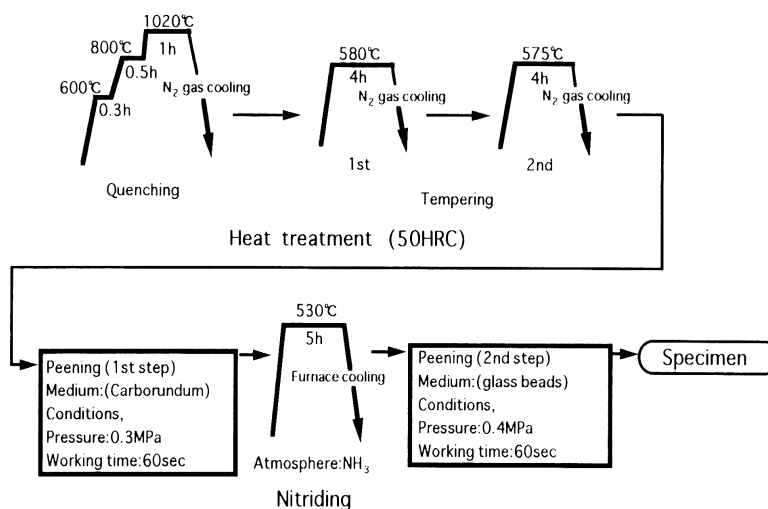 1020℃
800℃
1h
600℃
0.5h
0.3h
N2 gas cooling
Quenching
580℃
4h
N2 gas cooling
1st
575℃
4h
N2 gas cooling
2nd
Tempering
Heat treatment (50HRC)
Peening (1st step)
Medium:(Carborundum)
Conditions,
Pressure:0.3MPa
Working time:60sec
530℃
5h
Furnace cooling
Atmosphere:NH3
Nitriding
Peening (2nd step)
Medium:(glass beads)
Conditions,
Pressure:0.4MPa
Working time:60sec
Specimen